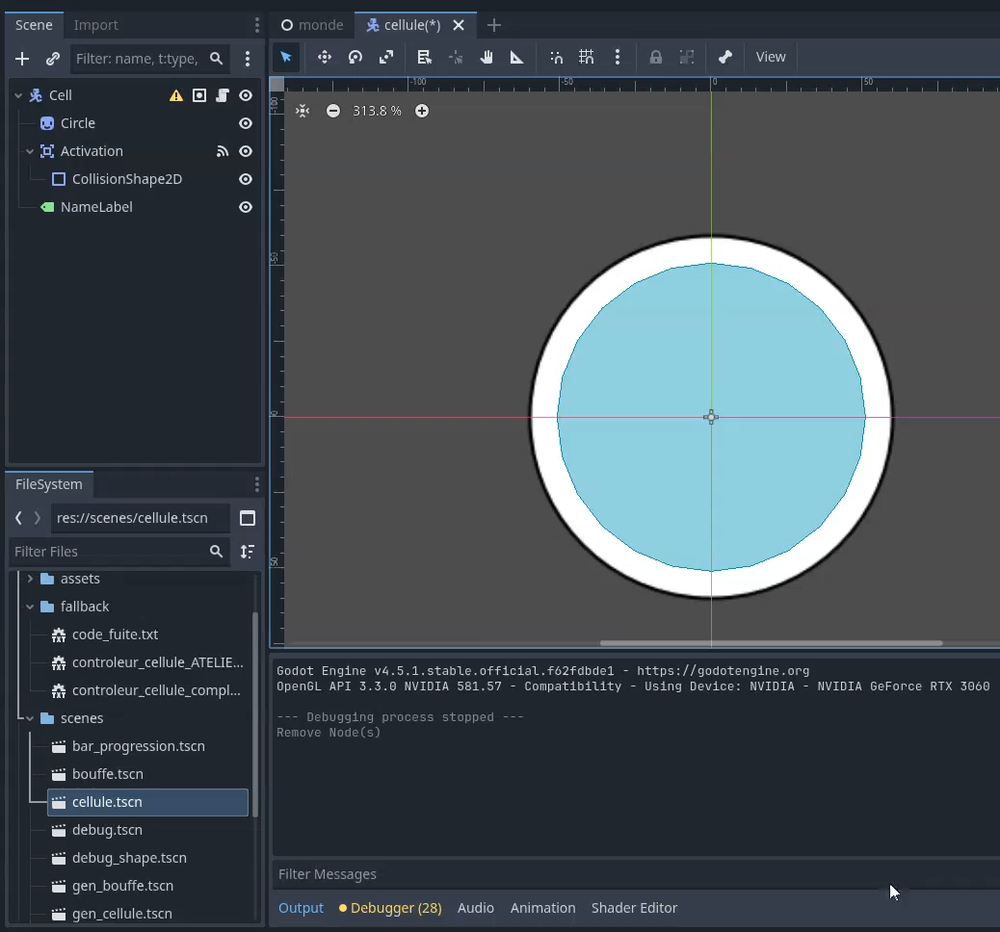 Scene Import
monde cellule(*)
Filter: name, t:type,
View
Cell
Circle
Activation
CollisionShape2D
NameLabel
-100 -50 0 50
-100
313.8 %
-50
0
50
FileSystem
res://scenes/cellule.tscn
Filter Files
assets
fallback
code_fuite.txt
controleur_cellule_ATELIE...
controleur_cellule_compl...
scenes
bar_progression.tscn
bouffe.tscn
cellule.tscn
debug.tscn
debug_shape.tscn
gen_bouffe.tscn
gen_cellule.tscn
Godot Engine v4.5.1.stable.official.f62fdbde1 - https://godotengine.org
OpenGL API 3.3.0 NVIDIA 581.57 - Compatibility - Using Device: NVIDIA - NVIDIA GeForce RTX 3060
--- Debugging process stopped ---
Remove Node(s)
Filter Messages
Output Debugger (28) Audio Animation Shader Editor